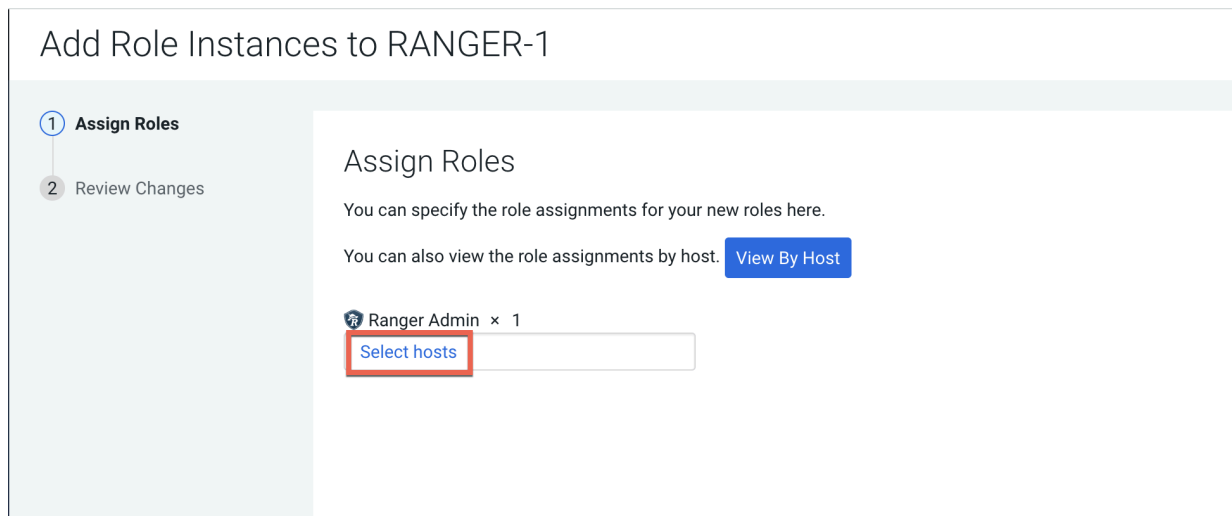 Add Role Instances to RANGER-1
1 Assign Roles
2 Review Changes
Assign Roles
You can specify the role assignments for your new roles here.
You can also view the role assignments by host. View By Host
Ranger Admin × 1
Select hosts